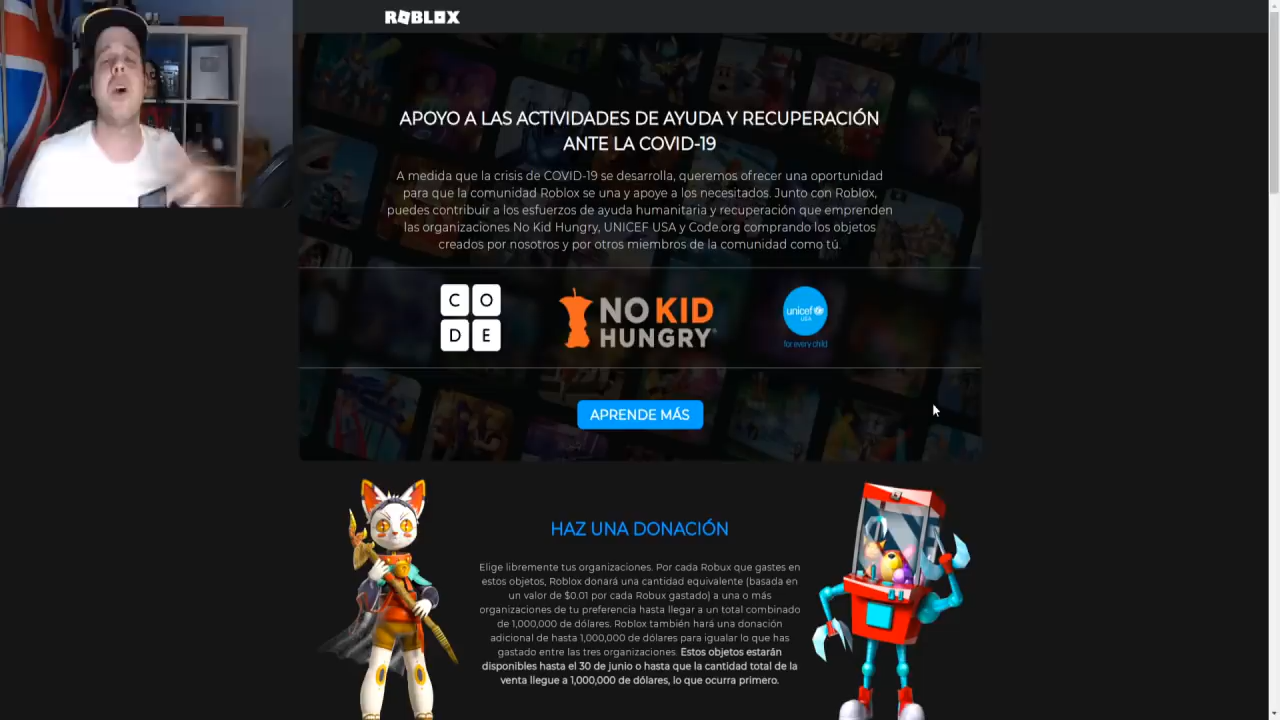 ROBLOX
APOYO A LAS ACTIVIDADES DE AYUDA Y RECUPERACIÓN
ANTE LA COVID-19
A medida que la crisis de COVID-19 se desarrolla, queremos ofrecer una oportunidad
para que la comunidad Roblox se una y apoye a los necesitados. Junto con Roblox,
puedes contribuir a los esfuerzos de ayuda humanitaria y recuperación que emprenden
las organizaciones No Kid Hungry, UNICEF USA y Code.org comprando los objetos
creados por nosotros y por otros miembros de la comunidad como tú.
C O
D E
NO KID
HUNGRY
unicef
USA
for every child
APRENDE MÁS
HAZ UNA DONACIÓN
Elige libremente tus organizaciones. Por cada Robux que gastes en
estos objetos, Roblox donará una cantidad equivalente (basada en
un valor de $0.01 por cada Robux gastado) a una o más
organizaciones de tu preferencia hasta llegar a un total combinado
de 1,000,000 de dólares. Roblox también hará una donación
adicional de hasta 1,000,000 de dólares para igualar lo que has
gastado entre las tres organizaciones. Estos objetos estarán
disponibles hasta el 30 de junio o hasta que la cantidad total de la
venta llegue a 1,000,000 de dólares, lo que ocurra primero.